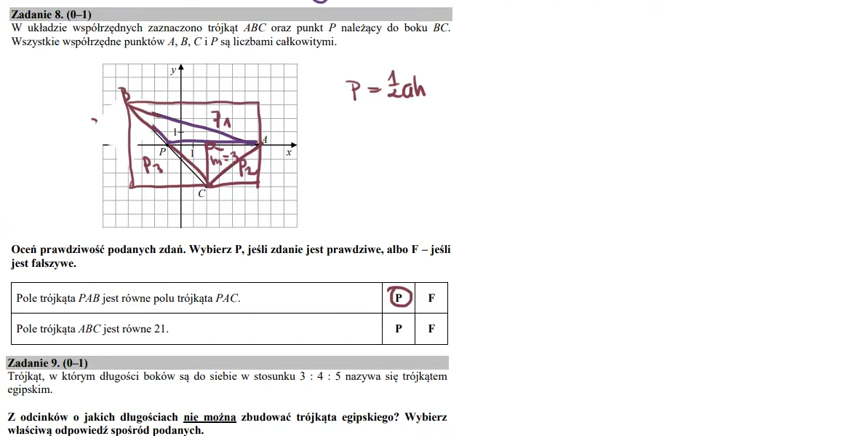 Zadanie 8. (0–1)
W układzie współrzędnych zaznaczono trójkąt ABC oraz punkt P należący do boku BC.
Wszystkie współrzędne punktów A, B, C i P są liczbami całkowitymi.
y
P = 1/2 ah
B
P1
1
A
P
1
m=3
x
P3
P2
C
Oceń prawdziwość podanych zdań. Wybierz P, jeśli zdanie jest prawdziwe, albo F – jeśli
jest fałszywe.
Pole trójkąta PAB jest równe polu trójkąta PAC. P F
Pole trójkąta ABC jest równe 21. P F
Zadanie 9. (0–1)
Trójkąt, w którym długości boków są do siebie w stosunku 3 : 4 : 5 nazywa się trójkątem
egipskim.
Z odcinków o jakich długościach nie można zbudować trójkąta egipskiego? Wybierz
właściwą odpowiedź spośród podanych.